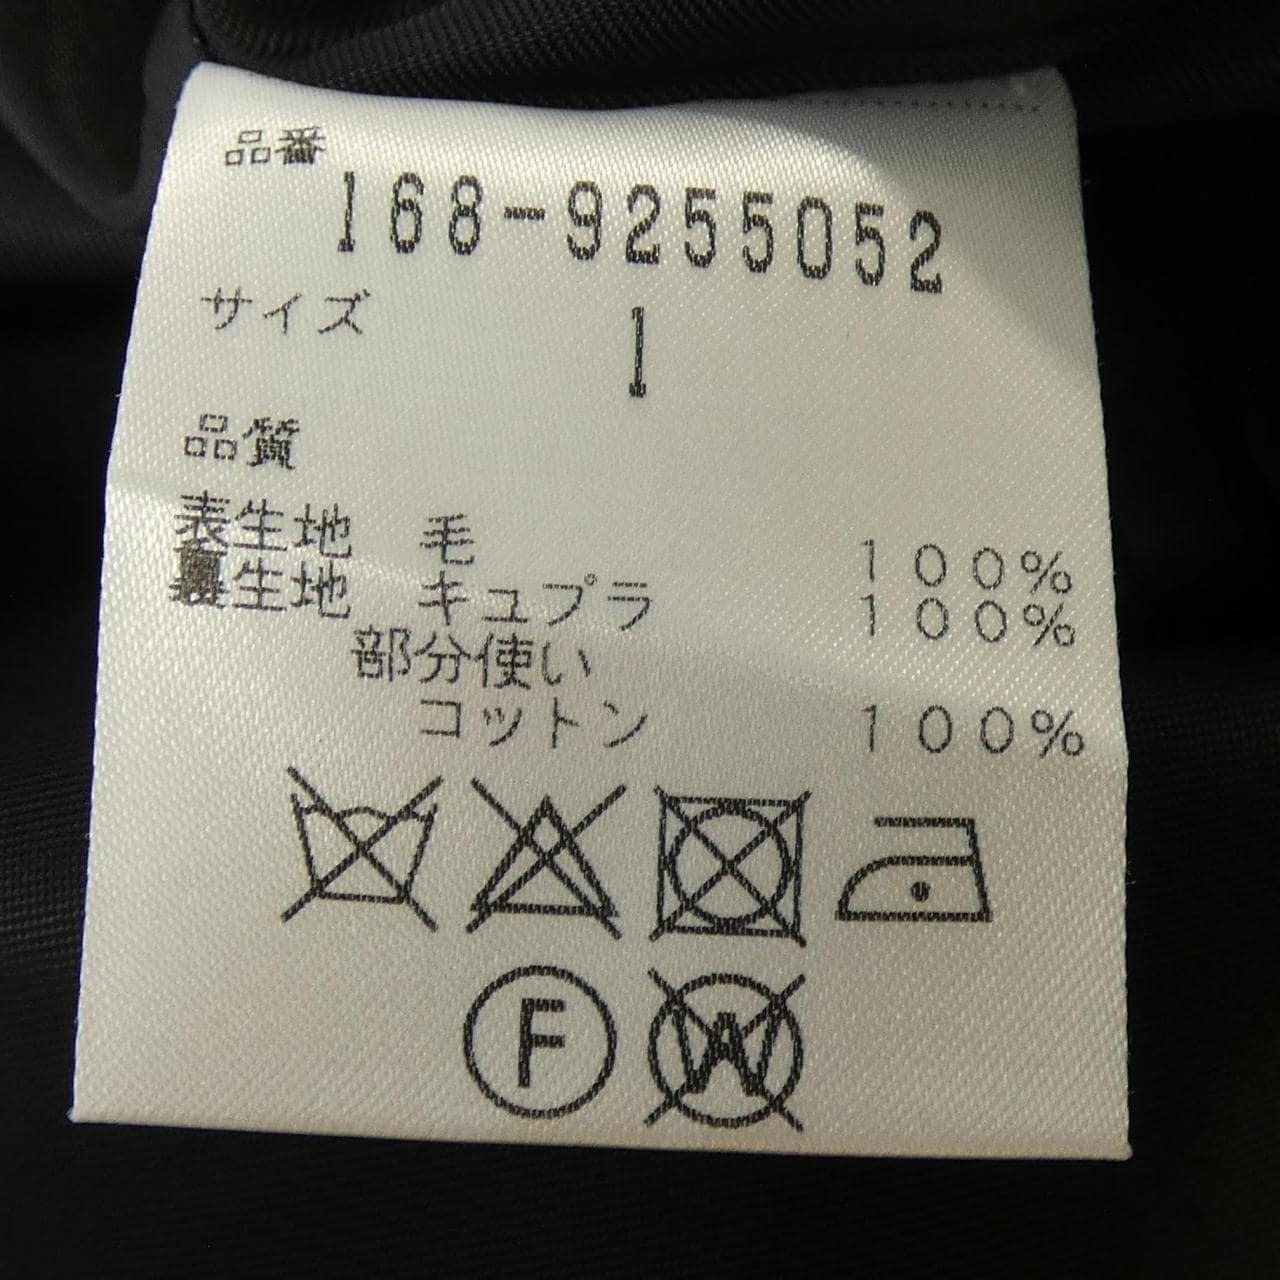 品番
168-9255052
サイズ 1
品質
表生地 毛 100%
裏生地 キュプラ 100%
部分使い
コットン 100%
F
W